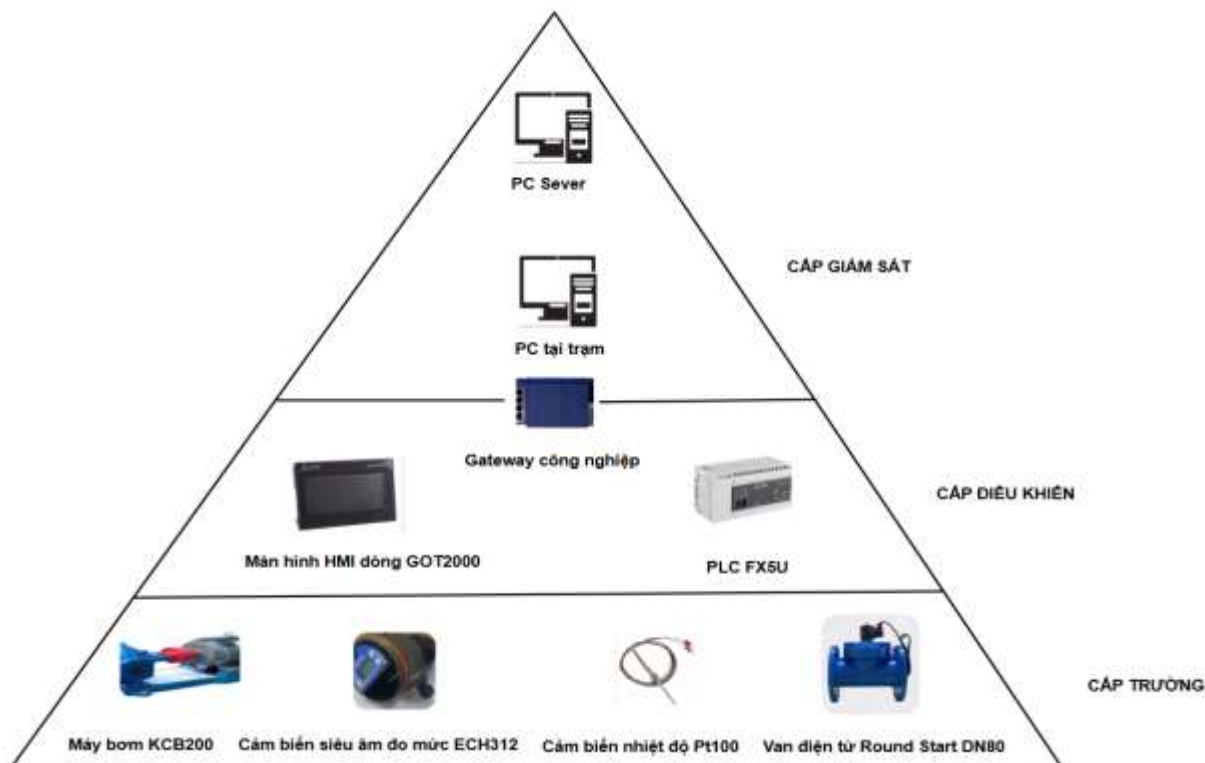 PC Sever
CẤP GIÁM SÁT
PC tại trạm
Gateway công nghiệp
CẤP ĐIỀU KHIỂN
Màn hình HMI dòng GOT2000
PLC FX5U
CẤP TRƯỜNG
Máy bơm KCB200
Cảm biến siêu âm đo mức ECH312
Cảm biến nhiệt độ Pt100
Van điện từ Round Start DN80